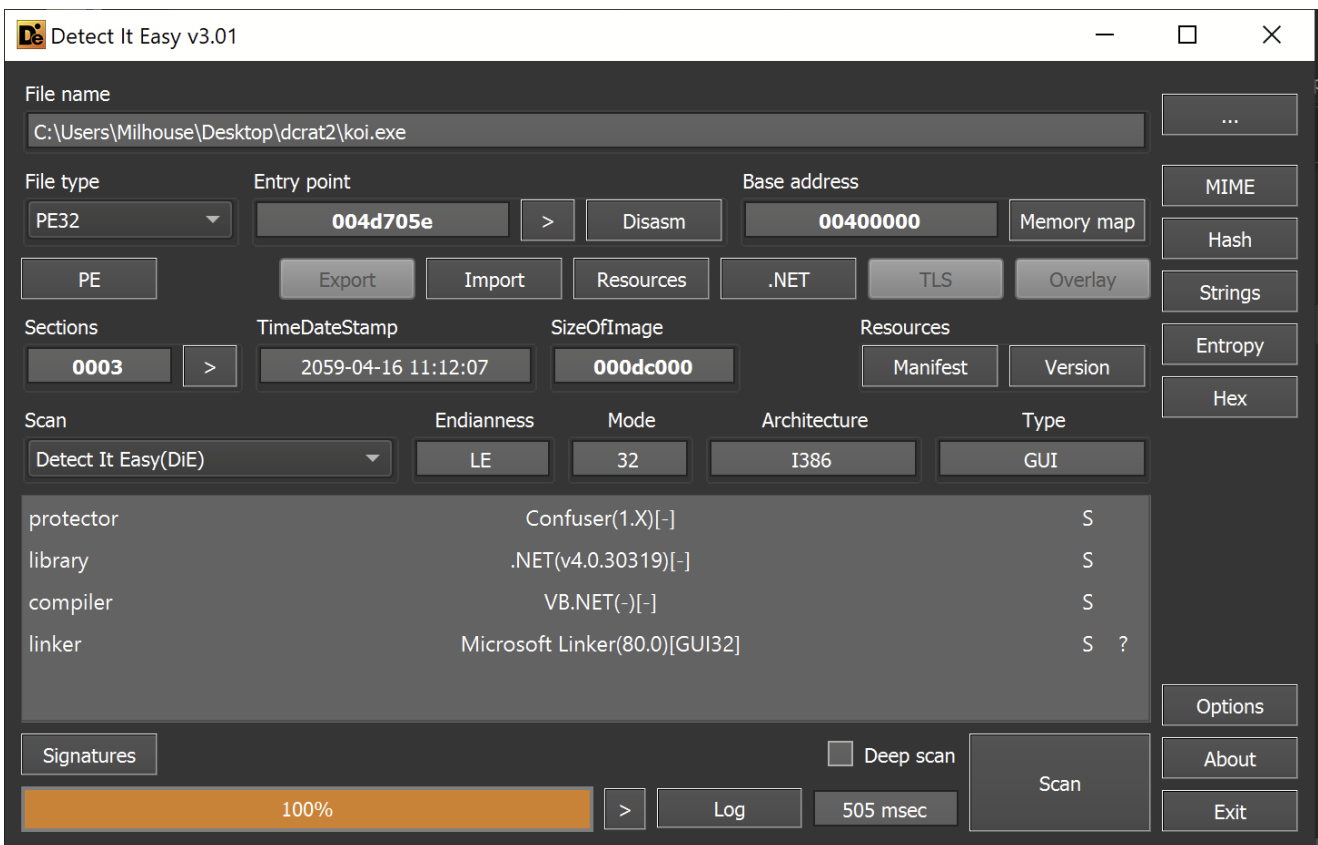 Detect It Easy v3.01
File name
C:\Users\Milhouse\Desktop\dcrat2\koi.exe
...
File type Entry point Base address
PE32 004d705e > Disasm 00400000 Memory map
MIME
Hash
PE Export Import Resources .NET TLS Overlay
Strings
Sections TimeDateStamp SizeOfImage Resources
0003 > 2059-04-16 11:12:07 000dc000 Manifest Version
Entropy
Hex
Scan Endianness Mode Architecture Type
Detect It Easy(DiE) LE 32 I386 GUI
protector Confuser(1.X)[-] S
library .NET(v4.0.30319)[-] S
compiler VB.NET(-)[-] S
linker Microsoft Linker(80.0)[GUI32] S ?
Options
Signatures Deep scan Scan
About
100% > Log 505 msec
Exit